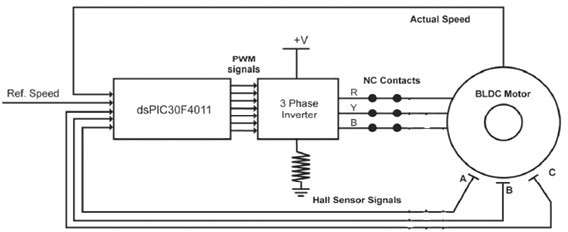 Actual Speed
+V
PWM
signals
NC Contacts
Ref. Speed
dsPIC30F4011
3 Phase
Inverter
R
Y
B
BLDC Motor
A
B
C
Hall Sensor Signals